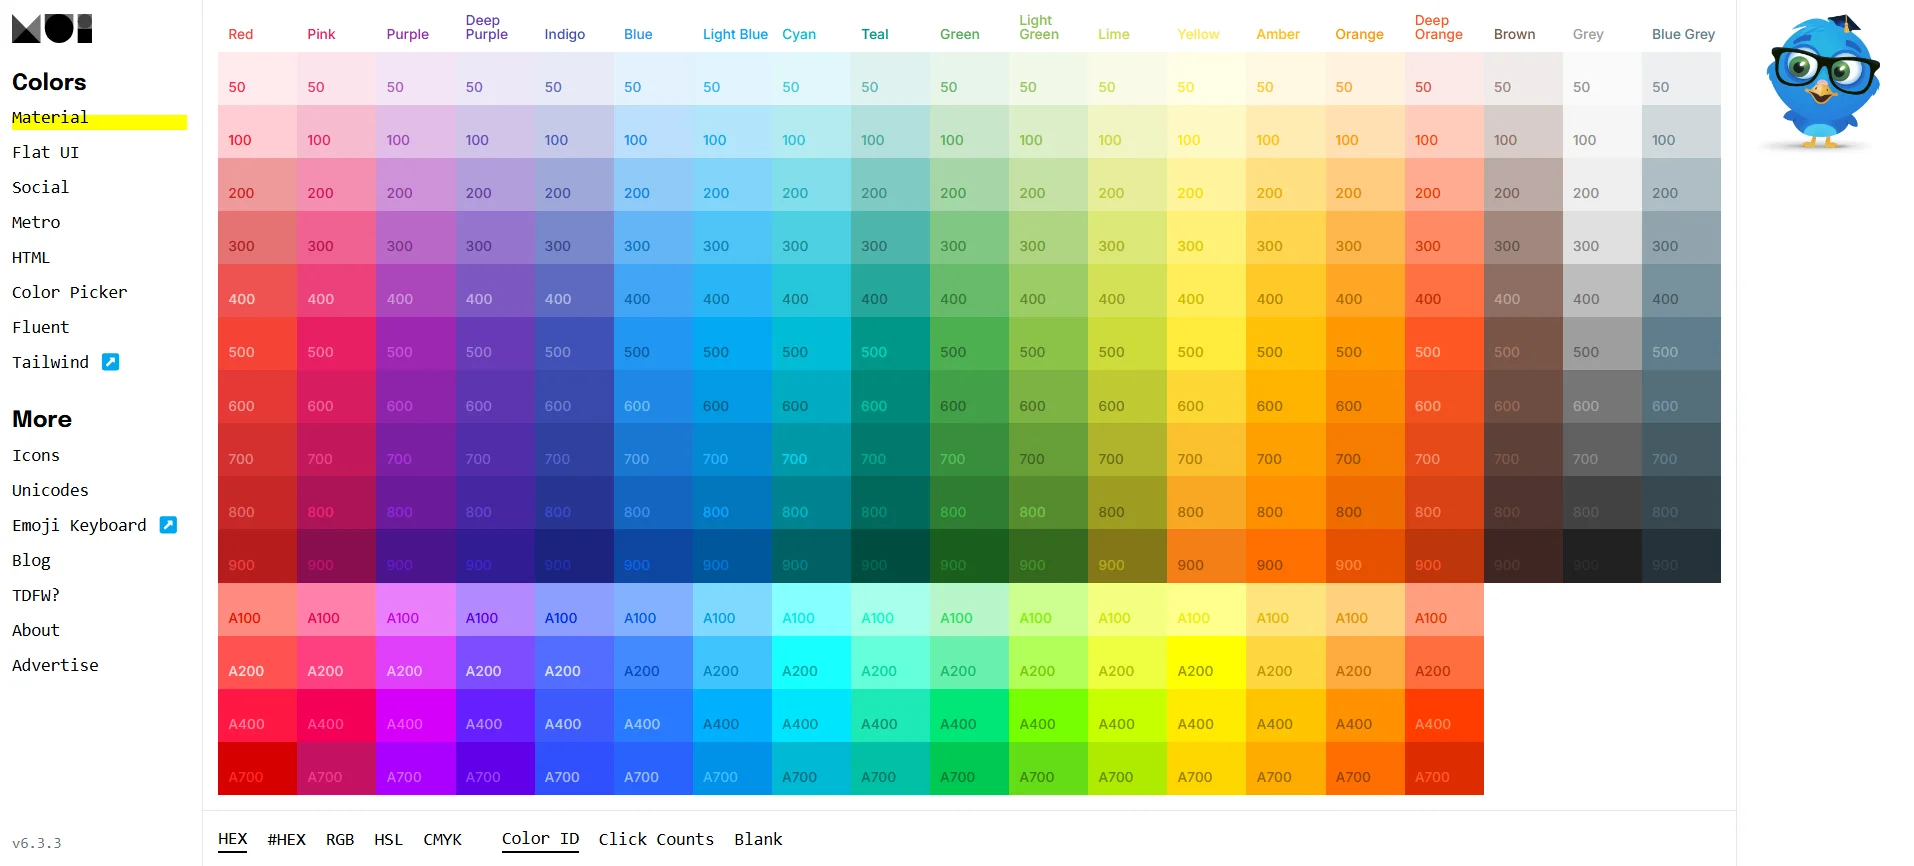 Colors
Material
Flat UI
Social
Metro
HTML
Color Picker
Fluent
Tailwind
More
Icons
Unicodes
Emoji Keyboard
Blog
TDFW?
About
Advertise
v6.3.3
Red Pink Purple Deep Purple Indigo Blue Light Blue Cyan Teal Green Light Green Lime Yellow Amber Orange Deep Orange Brown Grey Blue Grey
50 50 50 50 50 50 50 50 50 50 50 50 50 50 50 50 50 50 50
100 100 100 100 100 100 100 100 100 100 100 100 100 100 100 100 100 100 100
200 200 200 200 200 200 200 200 200 200 200 200 200 200 200 200 200 200 200
300 300 300 300 300 300 300 300 300 300 300 300 300 300 300 300 300 300 300
400 400 400 400 400 400 400 400 400 400 400 400 400 400 400 400 400 400 400
500 500 500 500 500 500 500 500 500 500 500 500 500 500 500 500 500 500 500
600 600 600 600 600 600 600 600 600 600 600 600 600 600 600 600 600 600 600
700 700 700 700 700 700 700 700 700 700 700 700 700 700 700 700 700 700 700
800 800 800 800 800 800 800 800 800 800 800 800 800 800 800 800 800 800 800
900 900 900 900 900 900 900 900 900 900 900 900 900 900 900 900 900 900 900
A100 A100 A100 A100 A100 A100 A100 A100 A100 A100 A100 A100 A100 A100 A100 A100
A200 A200 A200 A200 A200 A200 A200 A200 A200 A200 A200 A200 A200 A200 A200 A200
A400 A400 A400 A400 A400 A400 A400 A400 A400 A400 A400 A400 A400 A400 A400 A400
A700 A700 A700 A700 A700 A700 A700 A700 A700 A700 A700 A700 A700 A700 A700 A700
HEX #HEX RGB HSL CMYK Color ID Click Counts Blank